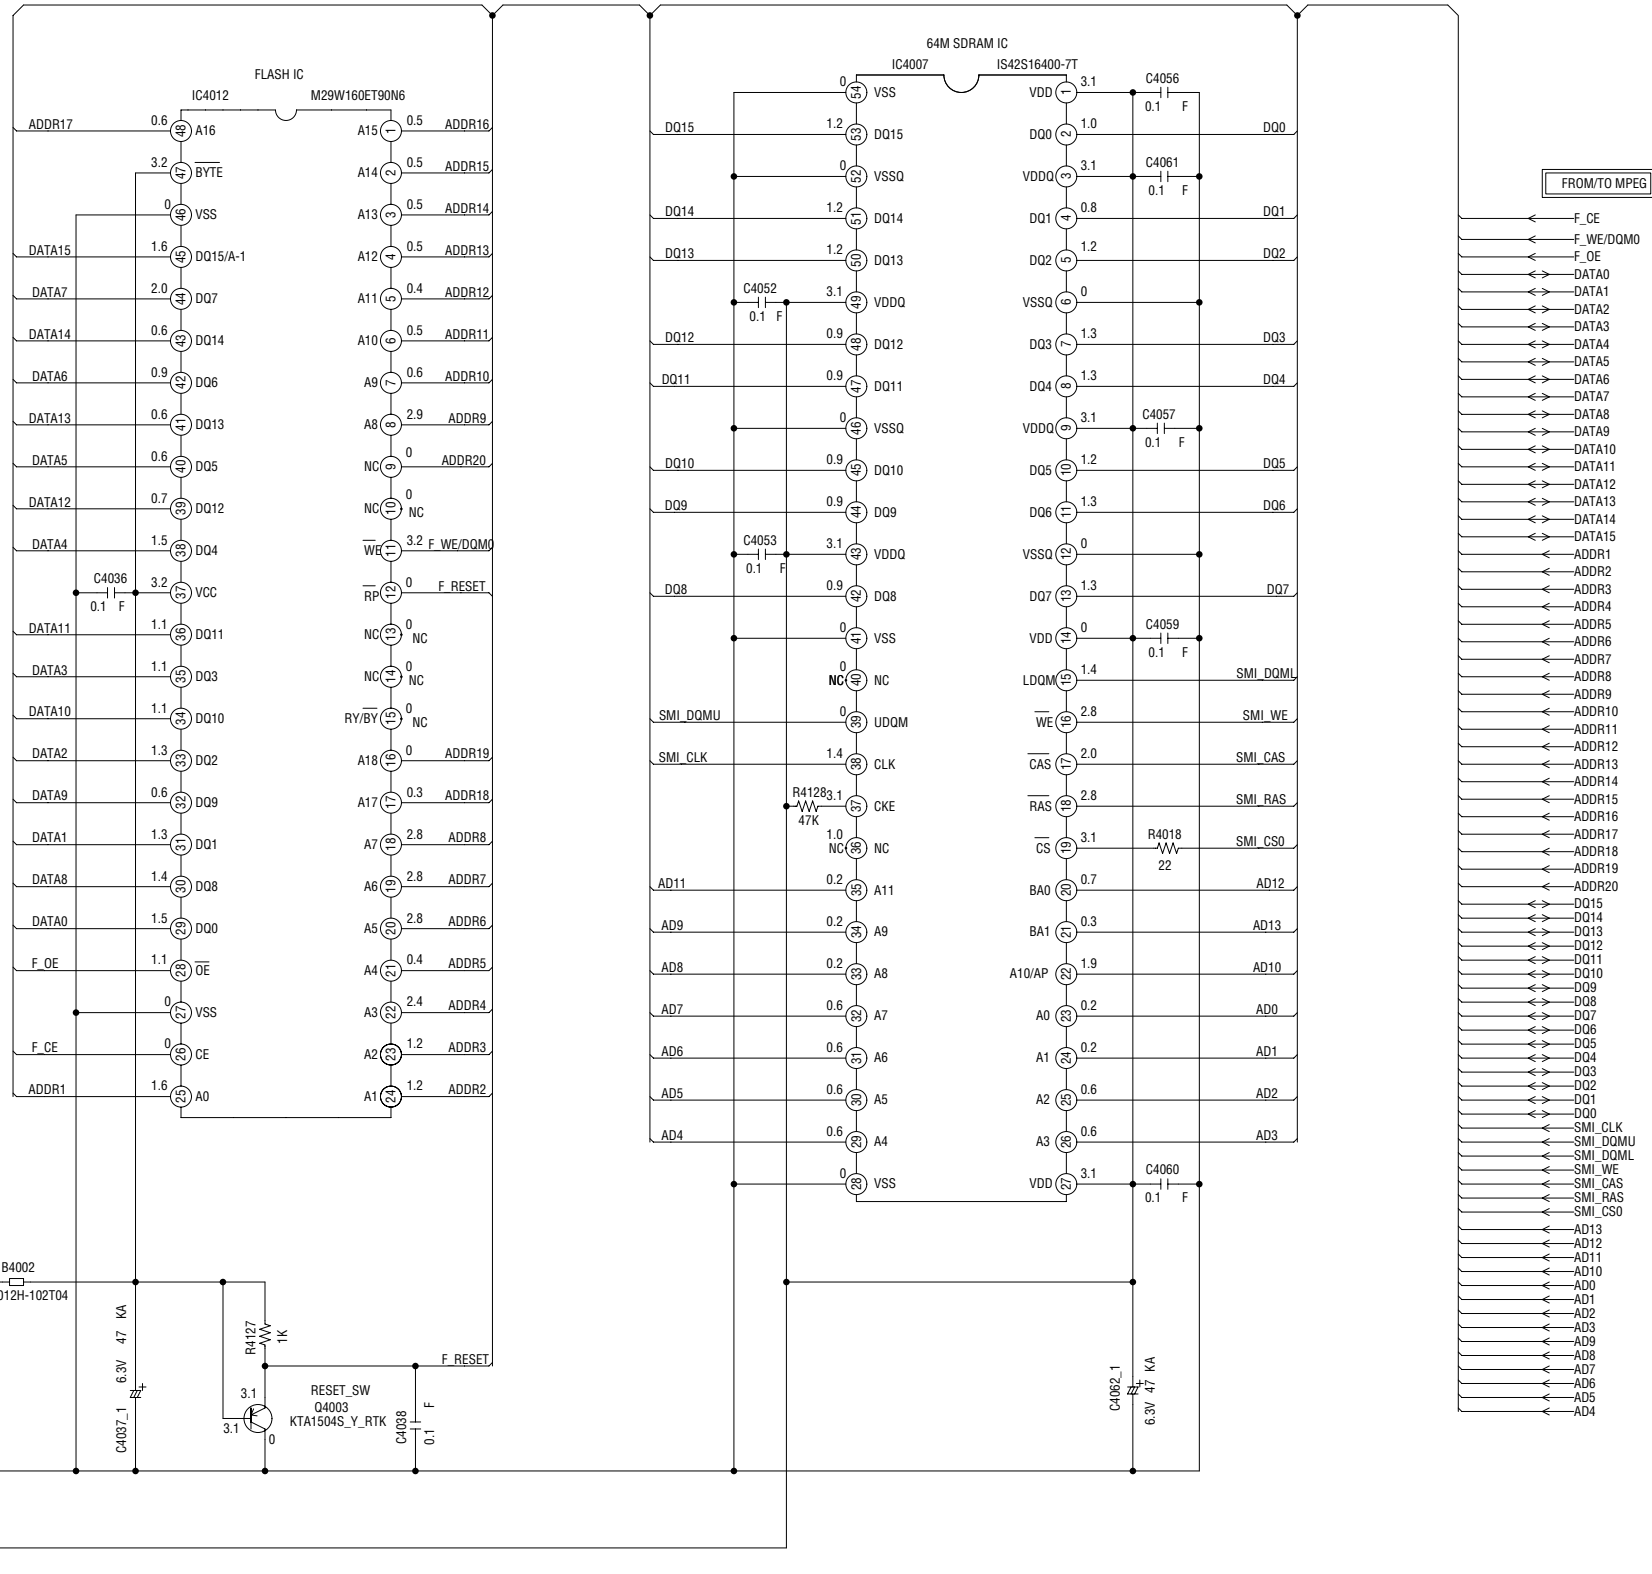 FLASH IC
IC4012 M29W160ET90N6
ADDR17 0.6 48 A16 A15 1 0.5 ADDR16
3.2 47 BYTE A14 2 0.5 ADDR15
0 46 VSS A13 3 0.5 ADDR14
DATA15 1.6 45 DQ15/A-1 A12 4 0.5 ADDR13
DATA7 2.0 44 DQ7 A11 5 0.4 ADDR12
DATA14 0.6 43 DQ14 A10 6 0.5 ADDR11
DATA6 0.9 42 DQ6 A9 7 0.6 ADDR10
DATA13 0.6 41 DQ13 A8 8 2.9 ADDR9
DATA5 0.6 40 DQ5 NC 9 0 ADDR20
DATA12 0.7 39 DQ12 NC 10 0 NC
DATA4 1.5 38 DQ4 WE 11 3.2 F_WE/DQM0
C4036 0.1 F 3.2 37 VCC RP 12 0 F_RESET
DATA11 1.1 36 DQ11 NC 13 0 NC
DATA3 1.1 35 DQ3 NC 14 0 NC
DATA10 1.1 34 DQ10 RY/BY 15 0 NC
DATA2 1.3 33 DQ2 A18 16 0 ADDR19
DATA9 0.6 32 DQ9 A17 17 0.3 ADDR18
DATA1 1.3 31 DQ1 A7 18 2.8 ADDR8
DATA8 1.4 30 DQ8 A6 19 2.8 ADDR7
DATA0 1.5 29 DQ0 A5 20 2.8 ADDR6
F_OE 1.1 28 OE A4 21 0.4 ADDR5
0 27 VSS A3 22 2.4 ADDR4
F_CE 0 26 CE A2 23 1.2 ADDR3
ADDR1 1.6 25 A0 A1 24 1.2 ADDR2
B4002
012H-102T04
C4037_1 6.3V 47 KA
R4127 1K
F_RESET
3.1
3.1
0
RESET_SW
Q4003
KTA1504S_Y_RTK
C4038 0.1 F
64M SDRAM IC
IC4007 IS42S16400-7T
0 54 VSS VDD 1 3.1 C4056 0.1 F
DQ15 1.2 53 DQ15 DQ0 2 1.0 DQ0
0 52 VSSQ VDDQ 3 3.1 C4061 0.1 F
DQ14 1.2 51 DQ14 DQ1 4 0.8 DQ1
DQ13 1.2 50 DQ13 DQ2 5 1.2 DQ2
C4052 0.1 F 3.1 49 VDDQ VSSQ 6 0
DQ12 0.9 48 DQ12 DQ3 7 1.3 DQ3
DQ11 0.9 47 DQ11 DQ4 8 1.3 DQ4
0 46 VSSQ VDDQ 9 3.1 C4057 0.1 F
DQ10 0.9 45 DQ10 DQ5 10 1.2 DQ5
DQ9 0.9 44 DQ9 DQ6 11 1.3 DQ6
C4053 0.1 F 3.1 43 VDDQ VSSQ 12 0
DQ8 0.9 42 DQ8 DQ7 13 1.3 DQ7
0 41 VSS VDD 14 0 C4059 0.1 F
0 NC 40 NC LDQM 15 1.4 SMI_DQML
SMI_DQMU 0 39 UDQM WE 16 2.8 SMI_WE
SMI_CLK 1.4 38 CLK CAS 17 2.0 SMI_CAS
R4128 47K 3.1 37 CKE RAS 18 2.8 SMI_RAS
1.0 NC 36 NC CS 19 3.1 R4018 22 SMI_CS0
AD11 0.2 35 A11 BA0 20 0.7 AD12
AD9 0.2 34 A9 BA1 21 0.3 AD13
AD8 0.2 33 A8 A10/AP 22 1.9 AD10
AD7 0.6 32 A7 A0 23 0.2 AD0
AD6 0.6 31 A6 A1 24 0.2 AD1
AD5 0.6 30 A5 A2 25 0.6 AD2
AD4 0.6 29 A4 A3 26 0.6 AD3
0 28 VSS VDD 27 3.1 C4060 0.1 F
C4062_1 6.3V 47 KA
FROM/TO MPEG
F_CE
F_WE/DQM0
F_OE
DATA0
DATA1
DATA2
DATA3
DATA4
DATA5
DATA6
DATA7
DATA8
DATA9
DATA10
DATA11
DATA12
DATA13
DATA14
DATA15
ADDR1
ADDR2
ADDR3
ADDR4
ADDR5
ADDR6
ADDR7
ADDR8
ADDR9
ADDR10
ADDR11
ADDR12
ADDR13
ADDR14
ADDR15
ADDR16
ADDR17
ADDR18
ADDR19
ADDR20
DQ15
DQ14
DQ13
DQ12
DQ11
DQ10
DQ9
DQ8
DQ7
DQ6
DQ5
DQ4
DQ3
DQ2
DQ1
DQ0
SMI_CLK
SMI_DQMU
SMI_DQML
SMI_WE
SMI_CAS
SMI_RAS
SMI_CS0
AD13
AD12
AD11
AD10
AD0
AD1
AD2
AD3
AD9
AD8
AD7
AD6
AD5
AD4